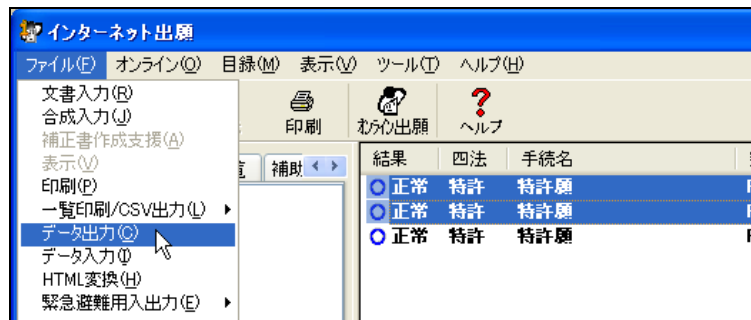 インターネット出願
ファイル(F) オンライン(O) 目録(M) 表示(V) ツール(T) ヘルプ(H)
文書入力(R)
合成入力(J)
補正書作成支援(A)
表示(V)
印刷(P)
一覧印刷/CSV出力(L)
データ出力(C)
データ入力(I)
HTML変換(H)
緊急避難用入出力(E)
印刷 オンライン出願 ヘルプ
覧 補助
結果 四法 手続名
正常 特許 特許願
正常 特許 特許願
正常 特許 特許願